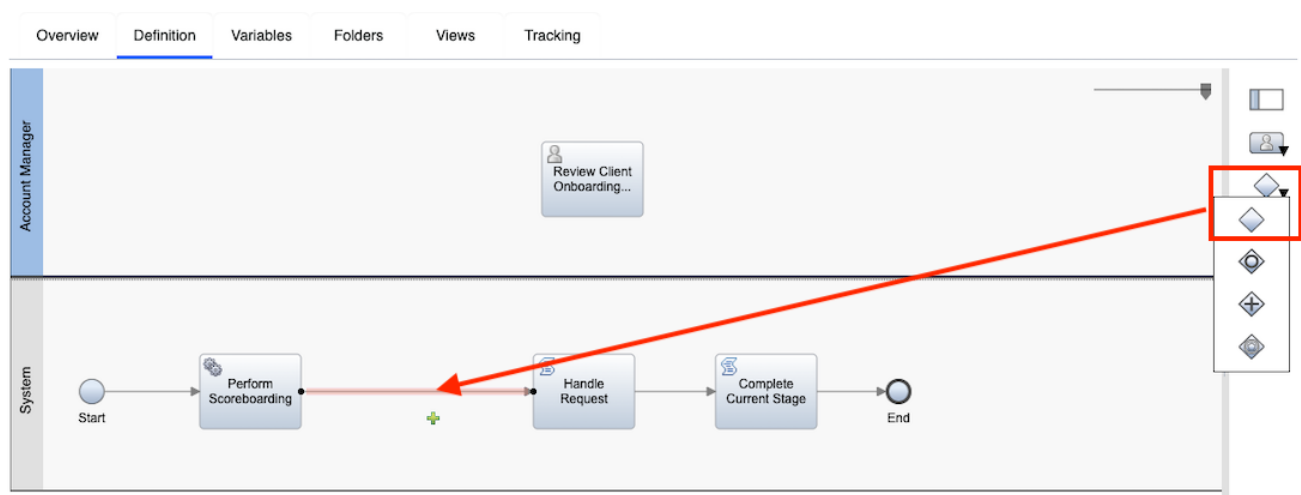 Overview
Definition
Variables
Folders
Views
Tracking
Account Manager
Review Client
Onboarding...
System
Start
Perform
Scoreboarding
Handle
Request
Complete
Current Stage
End